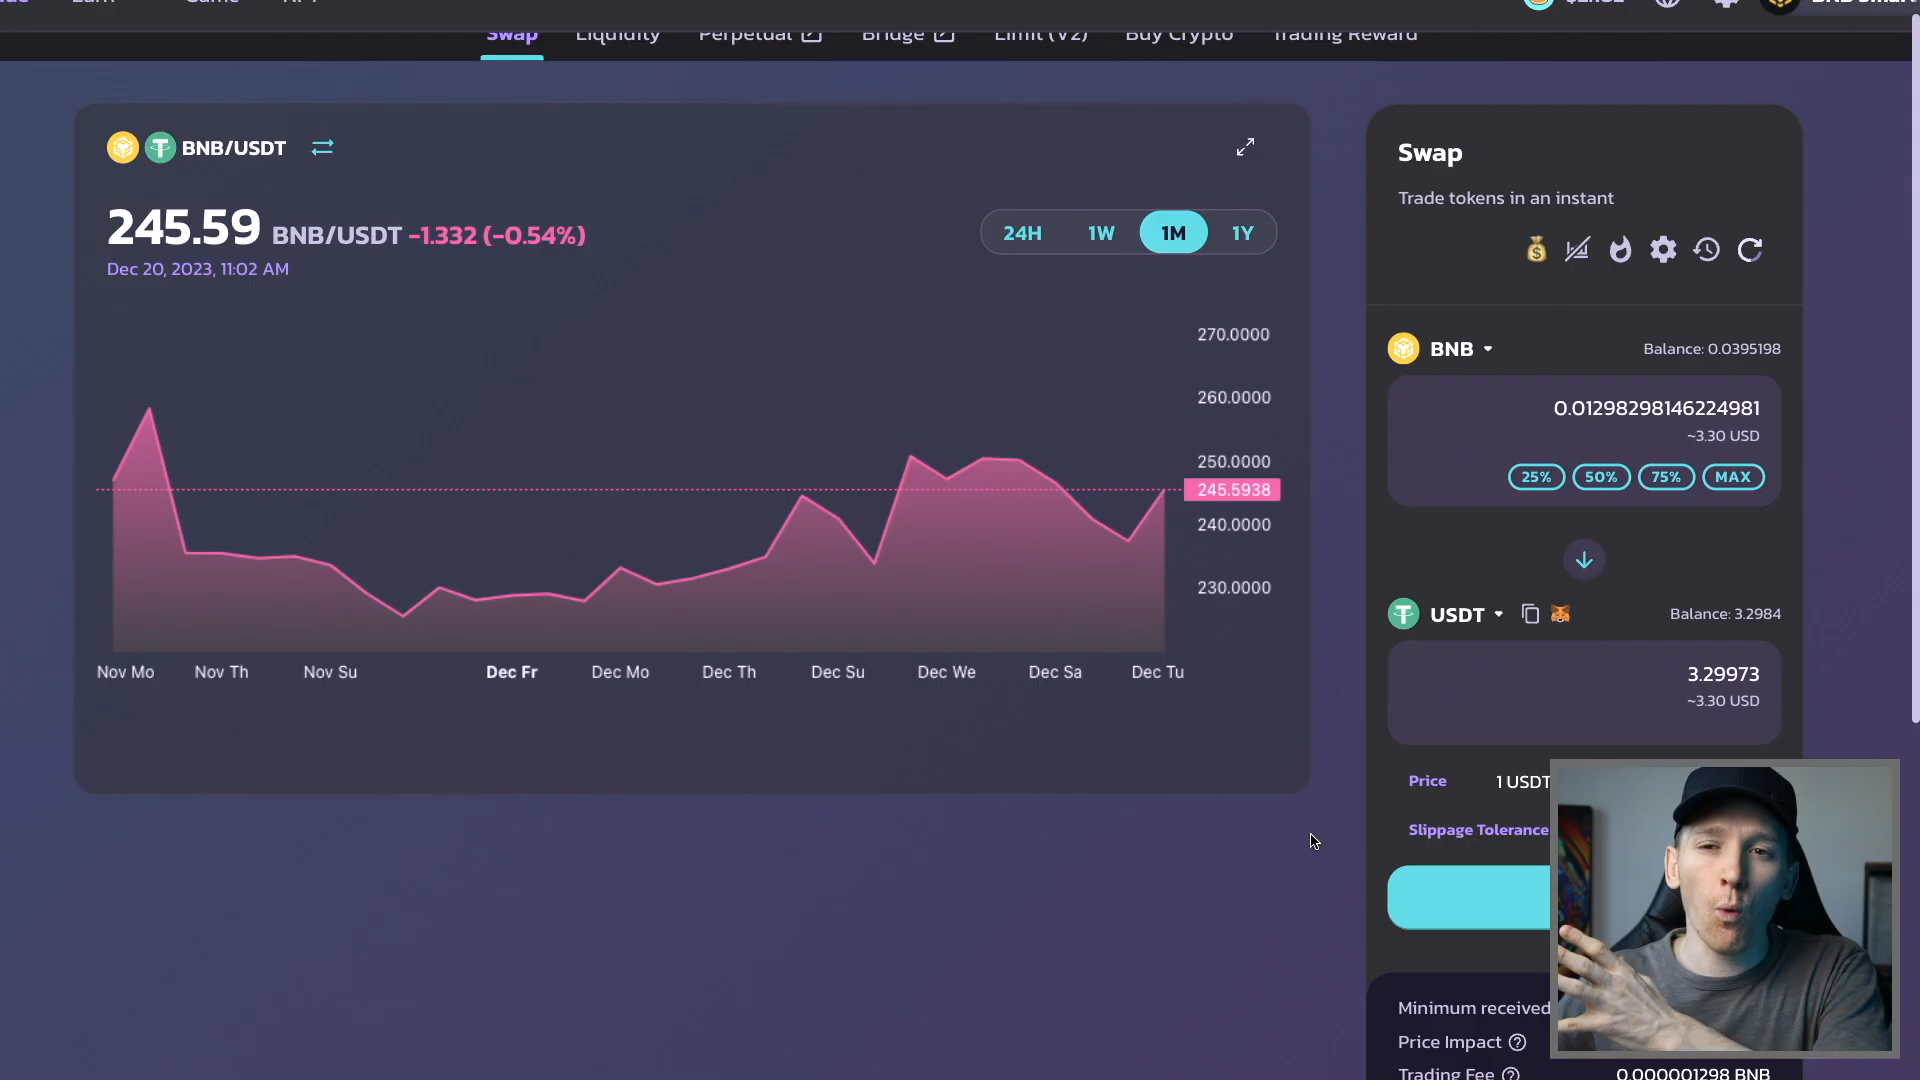 Swap Liquidity Perpetual Bridge Limit (V2) Buy Crypto Trading Reward
BNB/USDT
245.59 BNB/USDT -1.332 (-0.54%)
Dec 20, 2023, 11:02 AM
24H 1W 1M 1Y
270.0000
260.0000
250.0000
245.5938
240.0000
230.0000
Nov Mo Nov Th Nov Su Dec Fr Dec Mo Dec Th Dec Su Dec We Dec Sa Dec Tu
Swap
Trade tokens in an instant
BNB Balance: 0.0395198
0.01298298146224981
~3.30 USD
25% 50% 75% MAX
USDT Balance: 3.2984
3.29973
~3.30 USD
Price 1 USDT
Slippage Tolerance
Minimum received
Price Impact
Trading Fee 0.000001298 BNB